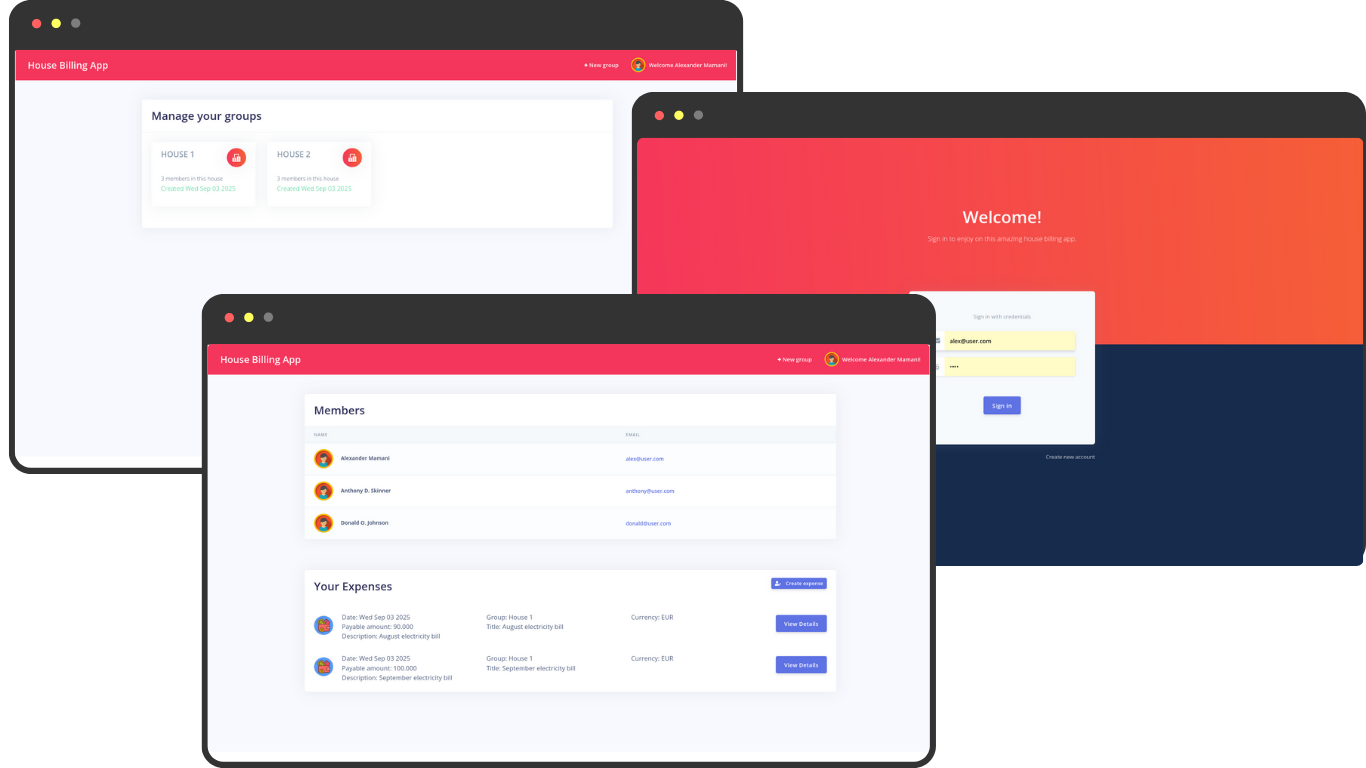 House Billing App
+ New group
Welcome Alexander Mamani!
Manage your groups
HOUSE 1
3 members in this house
Created Wed Sep 03 2025
HOUSE 2
3 members in this house
Created Wed Sep 03 2025
Welcome!
Sign in to enjoy on this amazing house billing app.
Sign in with credentials
alex@user.com
••••
Sign in
Create new account
House Billing App
+ New group
Welcome Alexander Mamani!
Members
NAME
EMAIL
Alexander Mamani
alex@user.com
Anthony D. Skinner
anthony@user.com
Donald O. Johnson
donald@user.com
Your Expenses
Create expense
Date: Wed Sep 03 2025
Payable amount: 90.000
Description: August electricity bill
Group: House 1
Title: August electricity bill
Currency: EUR
View Details
Date: Wed Sep 03 2025
Payable amount: 100.000
Description: September electricity bill
Group: House 1
Title: September electricity bill
Currency: EUR
View Details